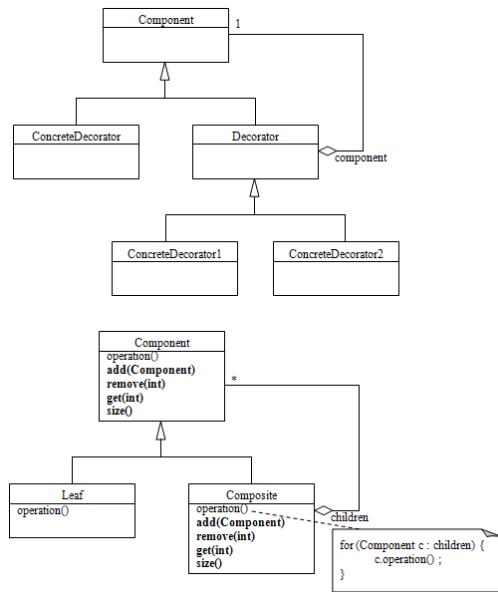 Component
1
ConcreteDecorator
Decorator
component
ConcreteDecorator1
ConcreteDecorator2
Component
operation()
add(Component)
remove(int)
get(int)
size()
*
Leaf
operation()
Composite
operation()
add(Component)
remove(int)
get(int)
size()
children
for (Component c : children) {
c.operation() ;
}